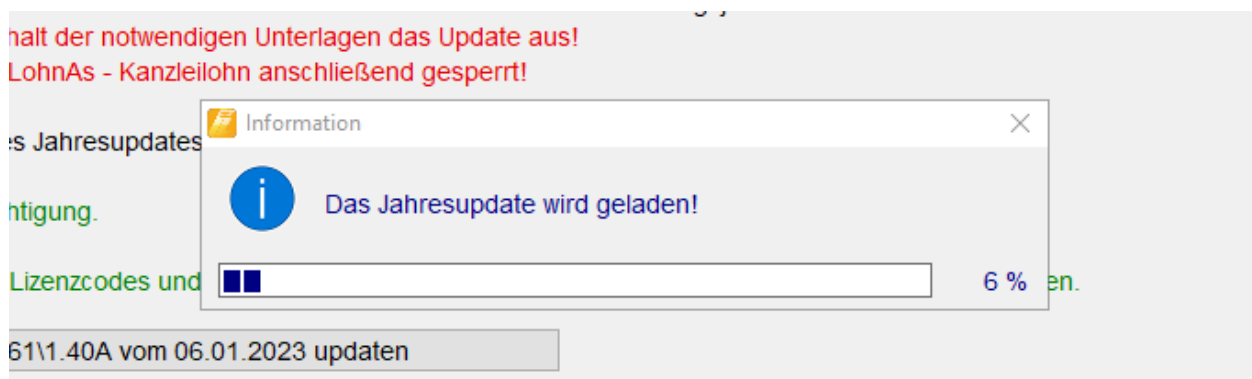 halt der notwendigen Unterlagen das Update aus!
LohnAs - Kanzleilohn anschließend gesperrt!
Information
s Jahresupdates
Das Jahresupdate wird geladen!
htigung.
Lizenzcodes und
6 %
en.
61\1.40A vom 06.01.2023 updaten